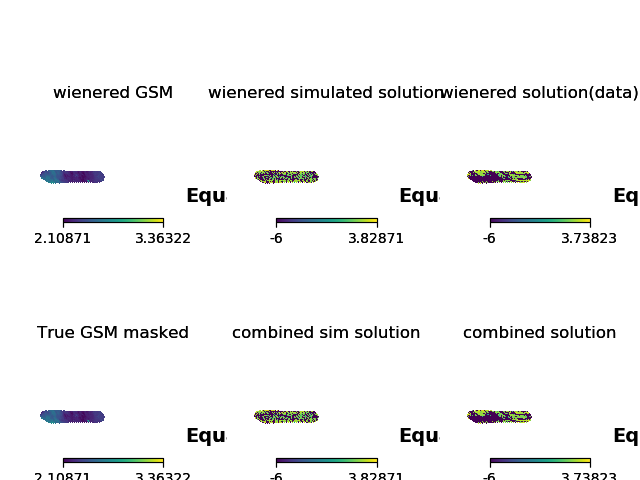 wienered GSM wienered simulated solution wienered solution(data)
Equ Equ Eq
2.10871 3.36322 -6 3.82871 -6 3.73823
True GSM masked combined sim solution combined solution
Equ Equ Eq
2.10871 3.36322 -6 3.82871 -6 3.73823